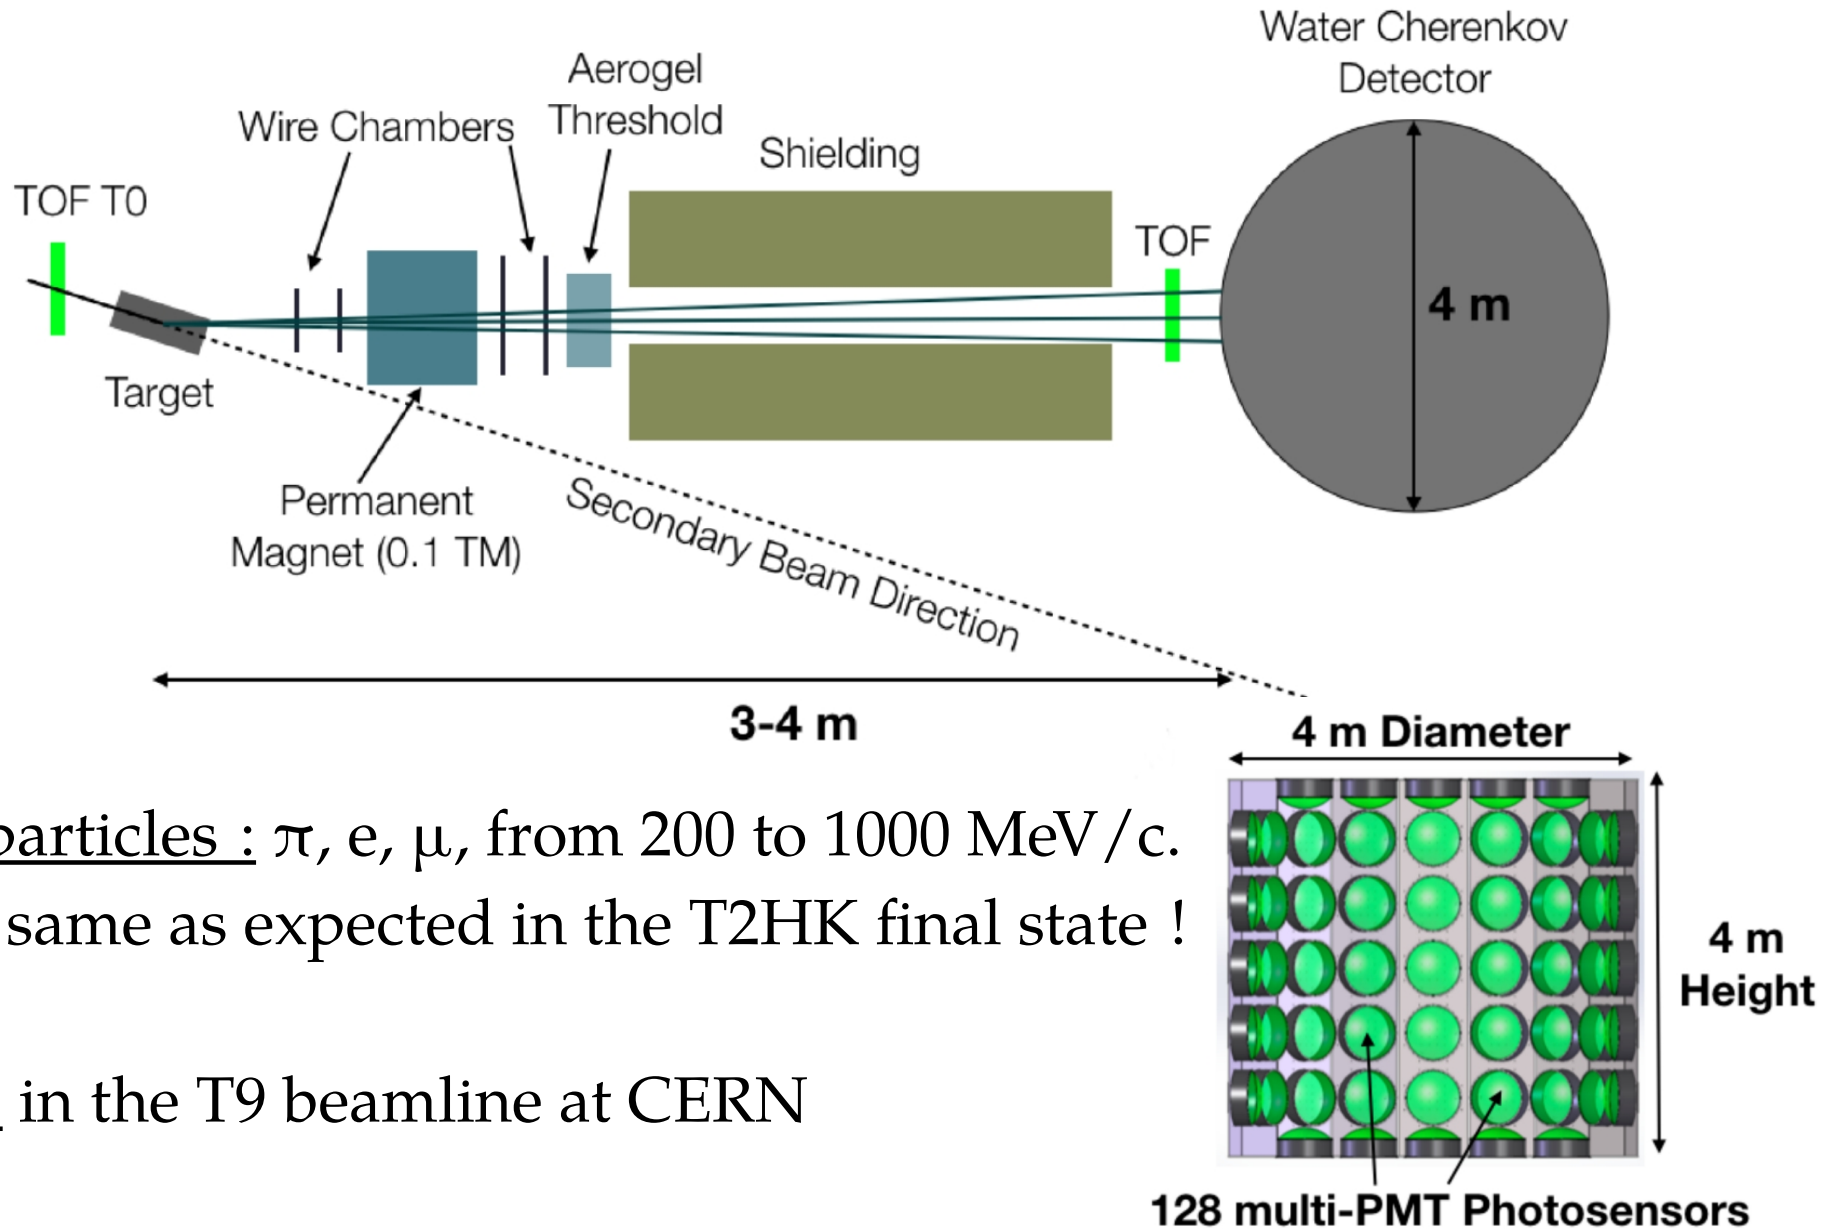 Water Cherenkov
Detector
Aerogel
Threshold
Wire Chambers
Shielding
TOF T0
TOF
4 m
Target
Permanent
Magnet (0.1 TM)
Secondary Beam Direction
3-4 m
4 m Diameter
particles : π, e, μ, from 200 to 1000 MeV/c.
same as expected in the T2HK final state !
4 m
Height
in the T9 beamline at CERN
128 multi-PMT Photosensors